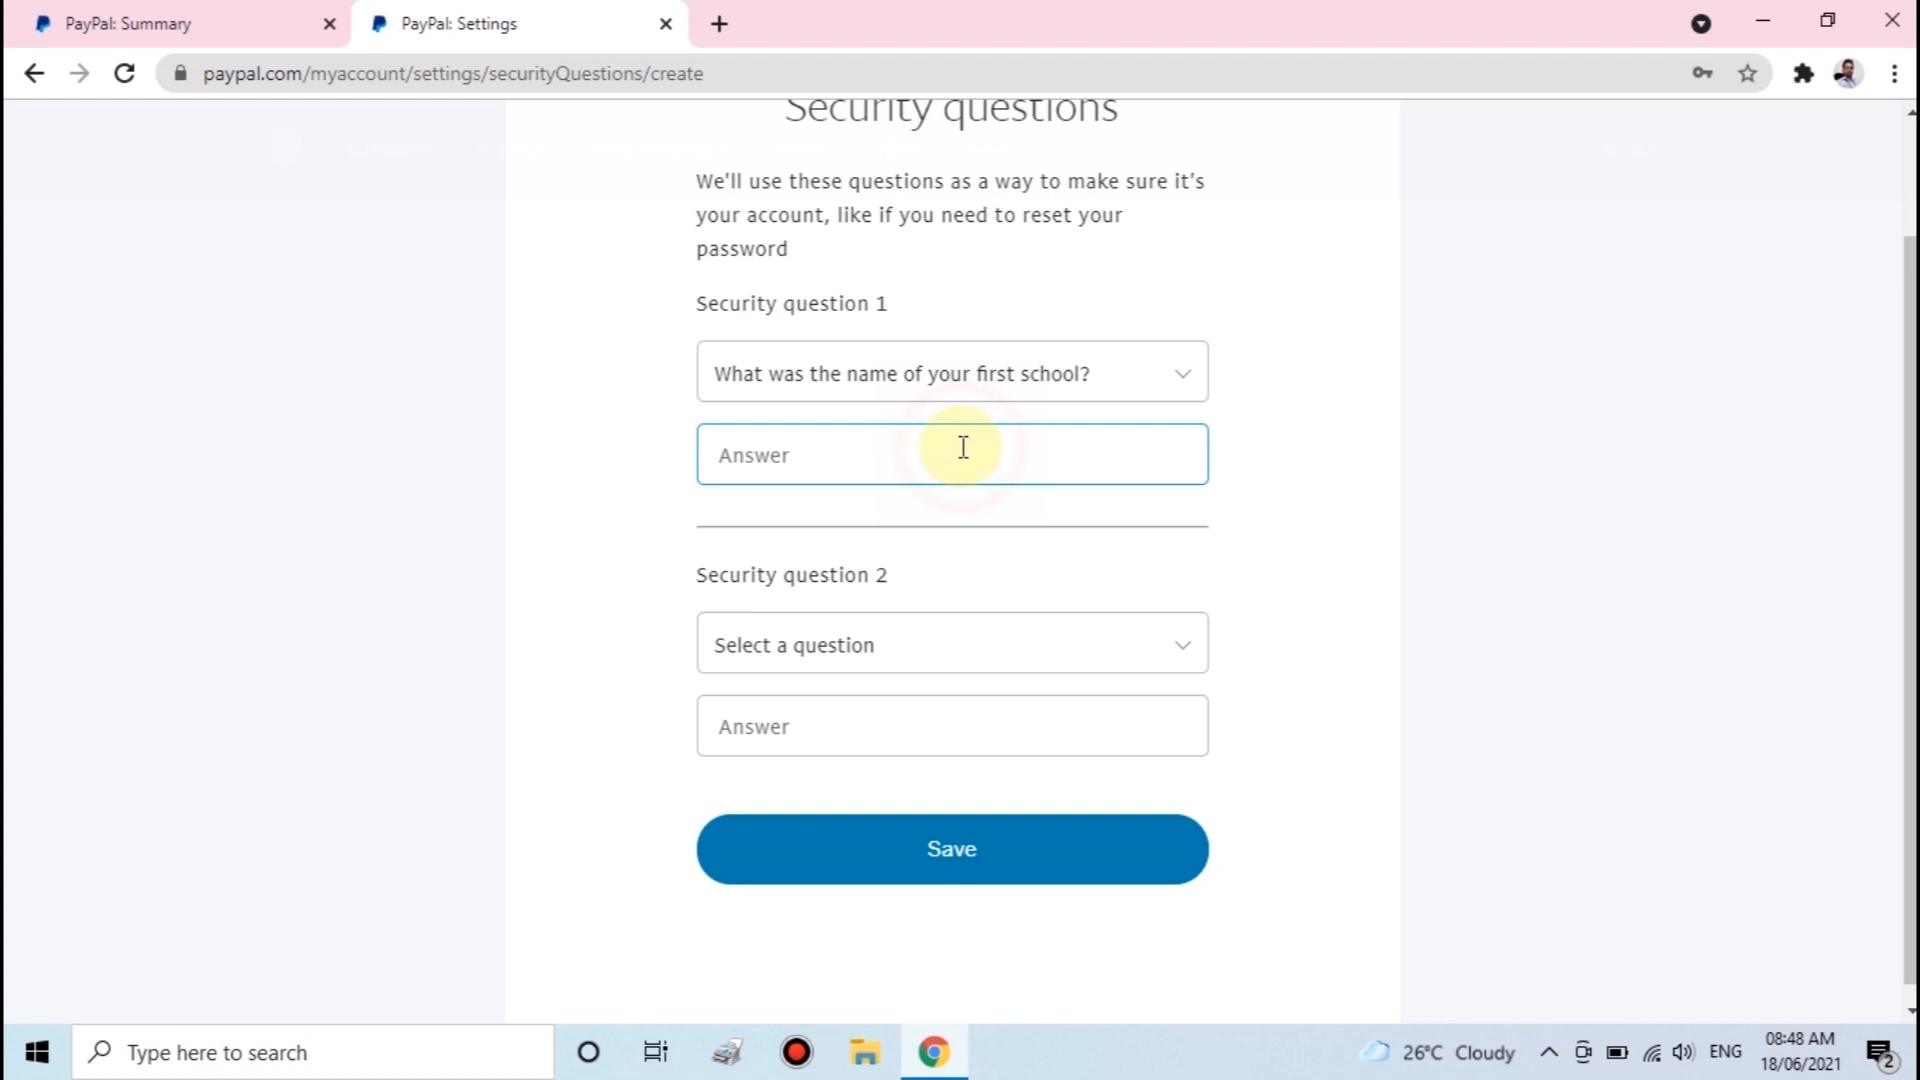 PayPal: Summary
PayPal: Settings
paypal.com/myaccount/settings/securityQuestions/create
Security questions
We'll use these questions as a way to make sure it's
your account, like if you need to reset your
password
Security question 1
What was the name of your first school?
Answer
Security question 2
Select a question
Answer
Save
Type here to search
26°C Cloudy
ENG
08:48 AM
18/06/2021
2